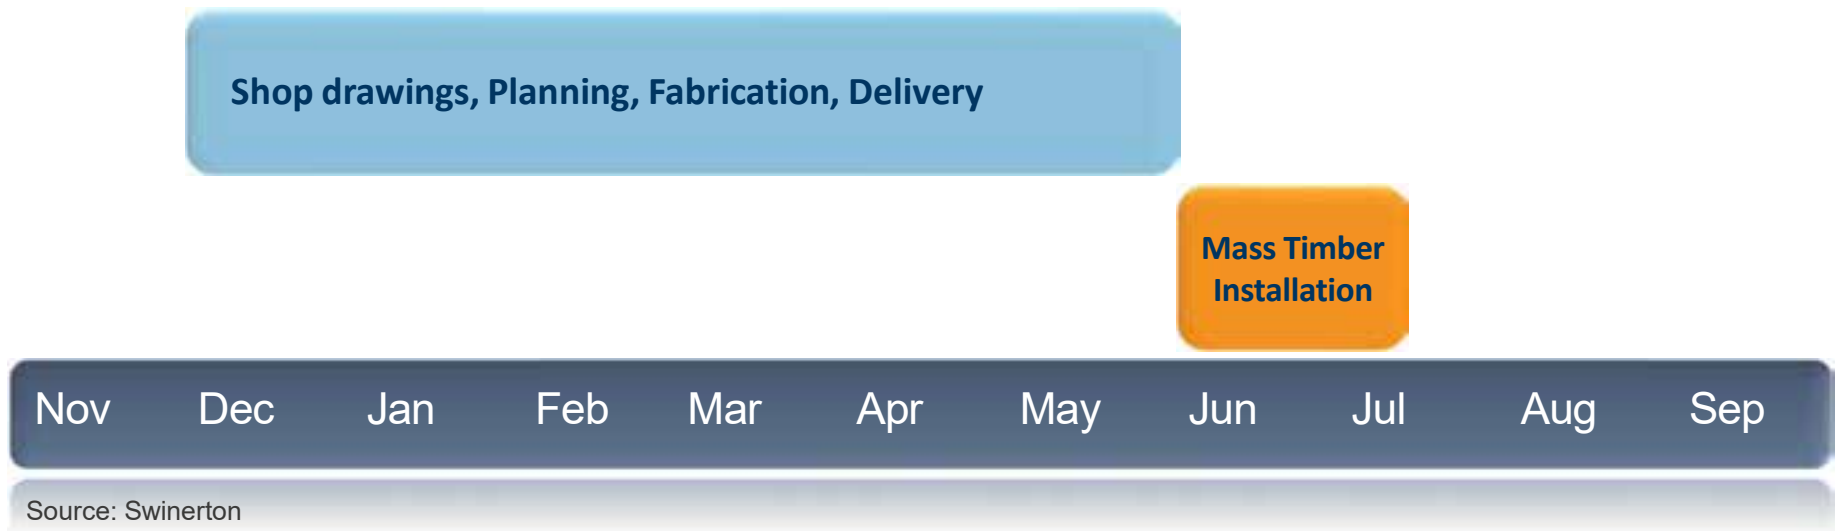 Shop drawings, Planning, Fabrication, Delivery
Mass Timber
Installation
Nov Dec Jan Feb Mar Apr May Jun Jul Aug Sep
Source: Swinerton